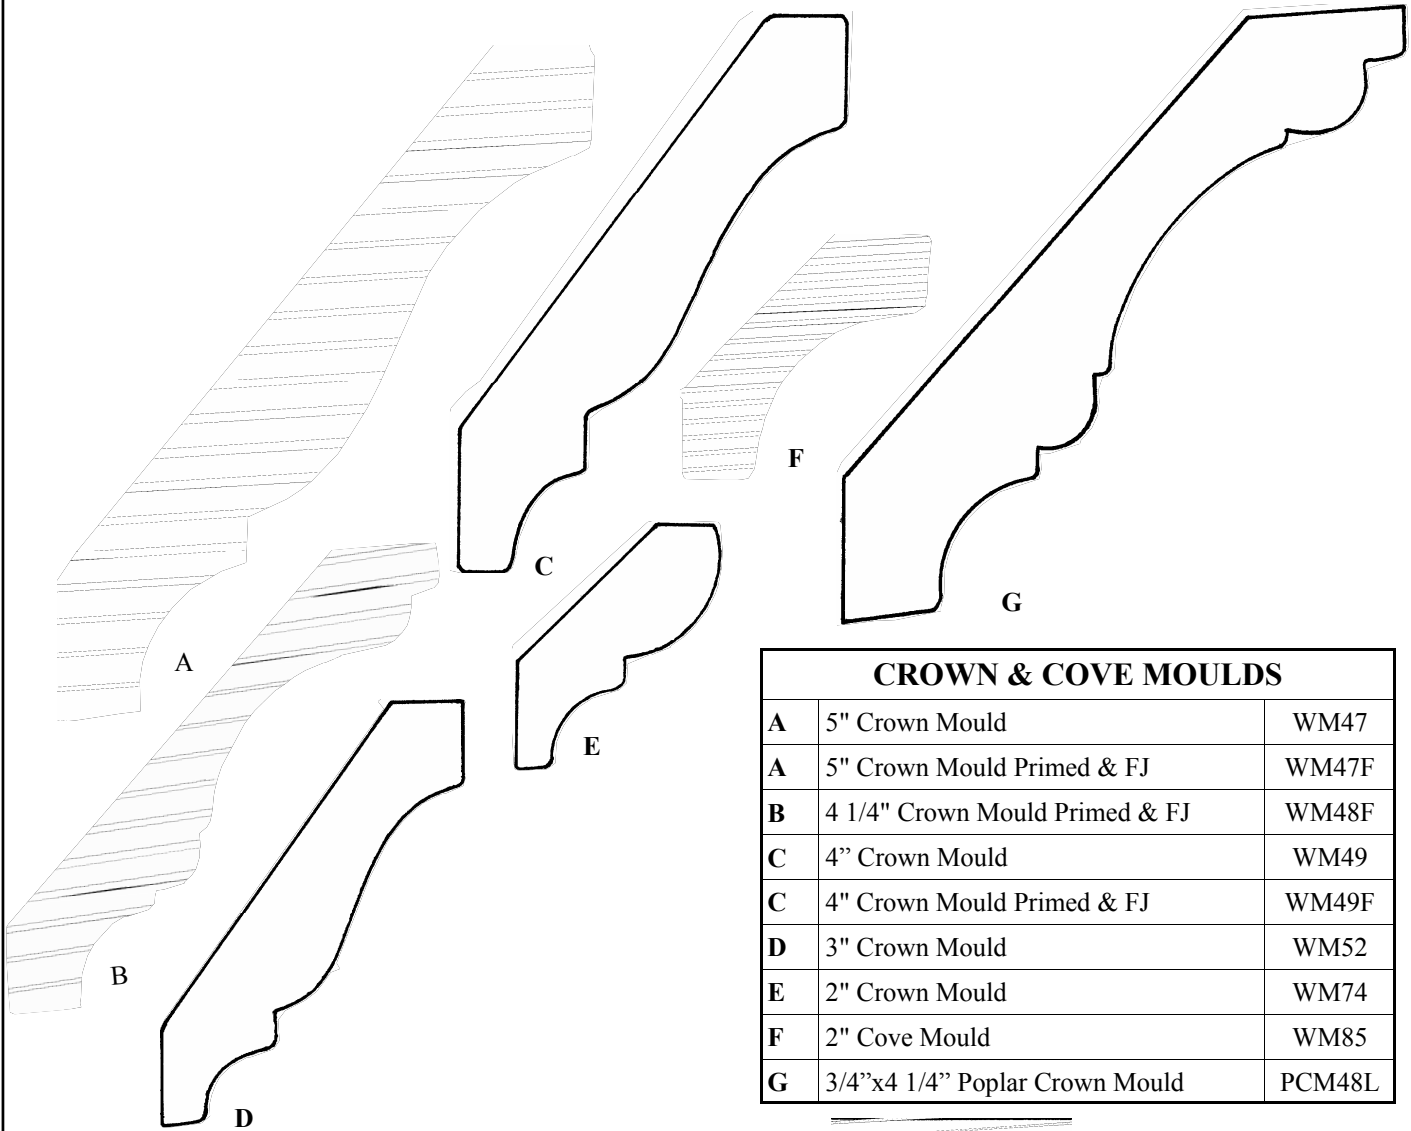 F
C
G
A
E
B
D
CROWN & COVE MOULDS
A 5" Crown Mould WM47
A 5" Crown Mould Primed & FJ WM47F
B 4 1/4" Crown Mould Primed & FJ WM48F
C 4” Crown Mould WM49
C 4" Crown Mould Primed & FJ WM49F
D 3" Crown Mould WM52
E 2" Crown Mould WM74
F 2" Cove Mould WM85
G 3/4”x4 1/4” Poplar Crown Mould PCM48L